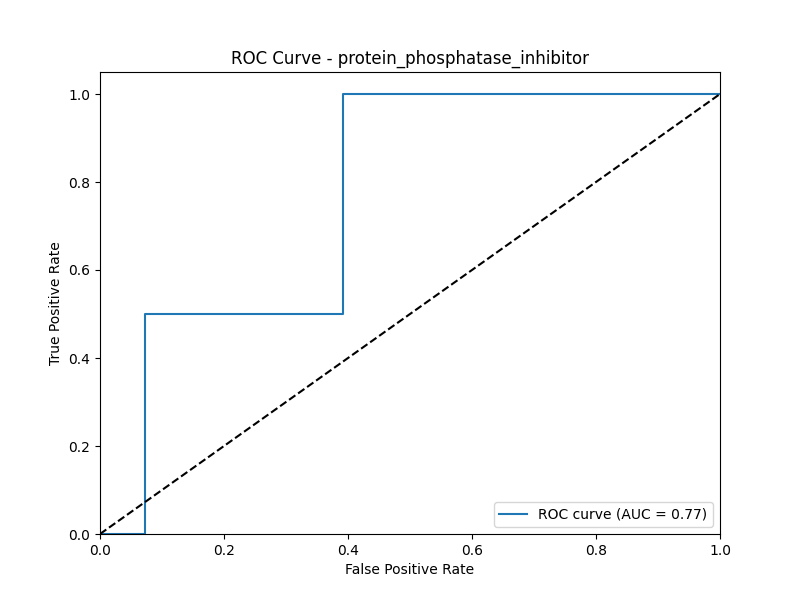 ROC Curve - protein_phosphatase_inhibitor
1.0
0.8
0.6
0.4
0.2
0.0
True Positive Rate
0.0 0.2 0.4 0.6 0.8 1.0
False Positive Rate
ROC curve (AUC = 0.77)